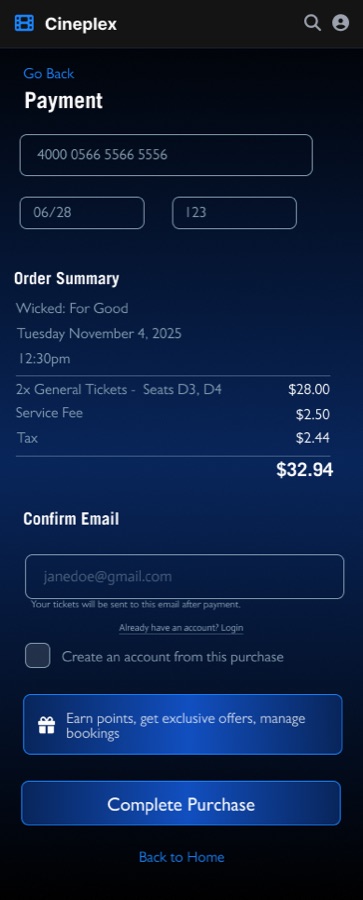 Cineplex
Go Back
Payment
4000 0566 5566 5556
06/28 123
Order Summary
Wicked: For Good
Tuesday November 4, 2025
12:30pm
2x General Tickets - Seats D3, D4 $28.00
Service Fee $2.50
Tax $2.44
$32.94
Confirm Email
janedoe@gmail.com
Your tickets will be sent to this email after payment.
Already have an account? Login
Create an account from this purchase
Earn points, get exclusive offers, manage
bookings
Complete Purchase
Back to Home